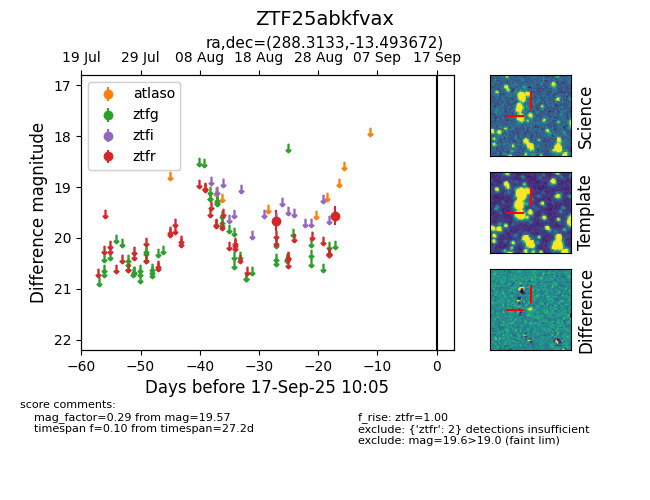 ZTF25abkfvax
ra,dec=(288.3133,-13.493672)
19 Jul 29 Jul 08 Aug 18 Aug 28 Aug 07 Sep 17 Sep
17
18
19
20
21
22
Difference magnitude
atlaso
ztfg
ztfi
ztfr
−60 −50 −40 −30 −20 −10 0
Days before 17-Sep-25 10:05
Science
Template
Difference
score comments:
mag_factor=0.29 from mag=19.57
timespan f=0.10 from timespan=27.2d
f_rise: ztfr=1.00
exclude: {'ztfr': 2} detections insufficient
exclude: mag=19.6>19.0 (faint lim)